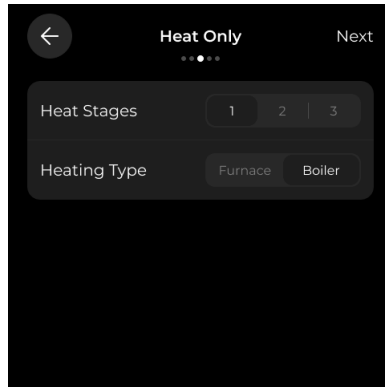 Heat Only Next
Heat Stages 1 2 3
Heating Type Furnace Boiler